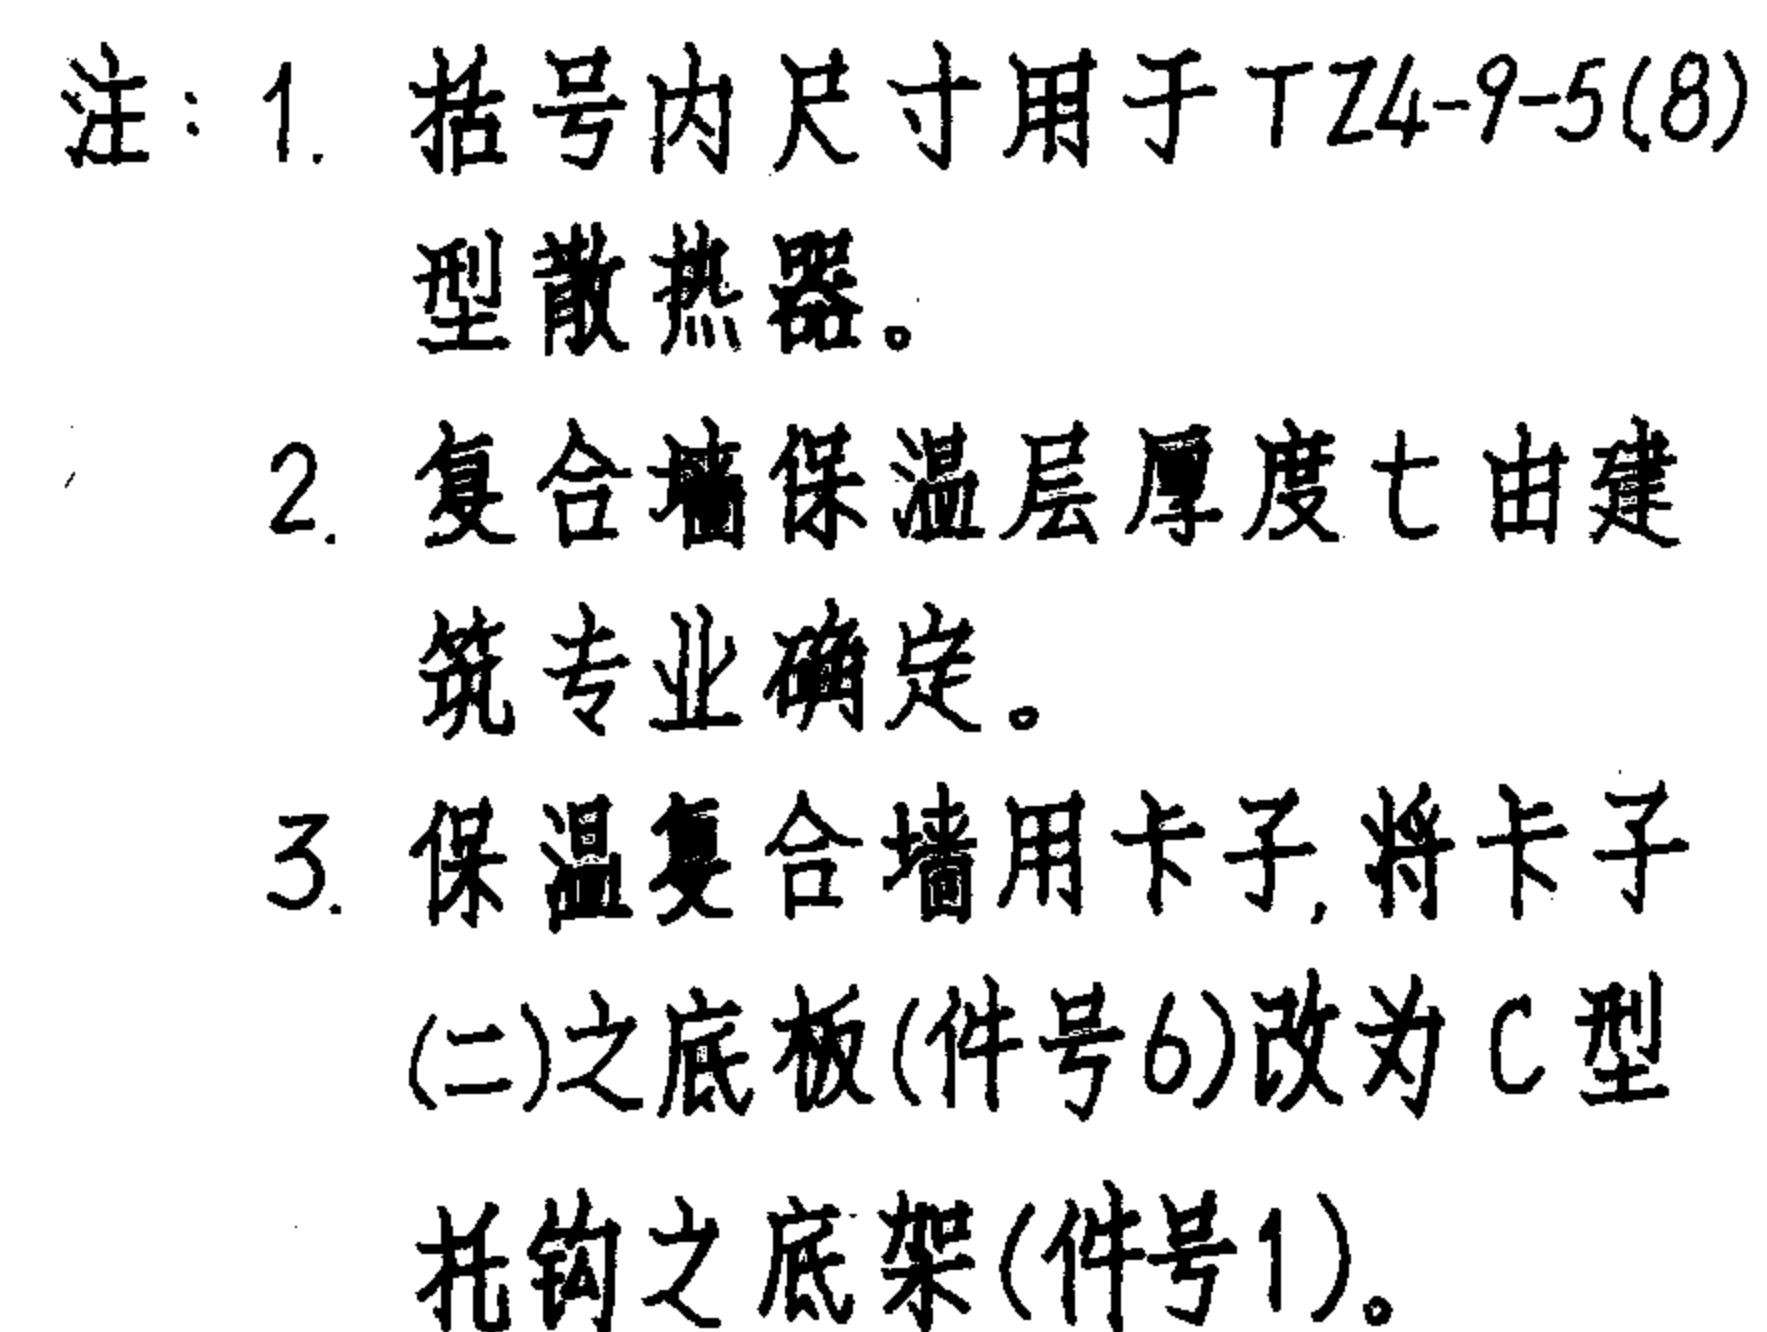 注:1. 括号内尺寸用于TZ4-9-5(8)
型散热器。
2. 复合墙保温层厚度t由建
筑专业确定。
3. 保温复合墙用卡子,将卡子
(二)之底板(件号6)改为C型
托钩之底架(件号1)。